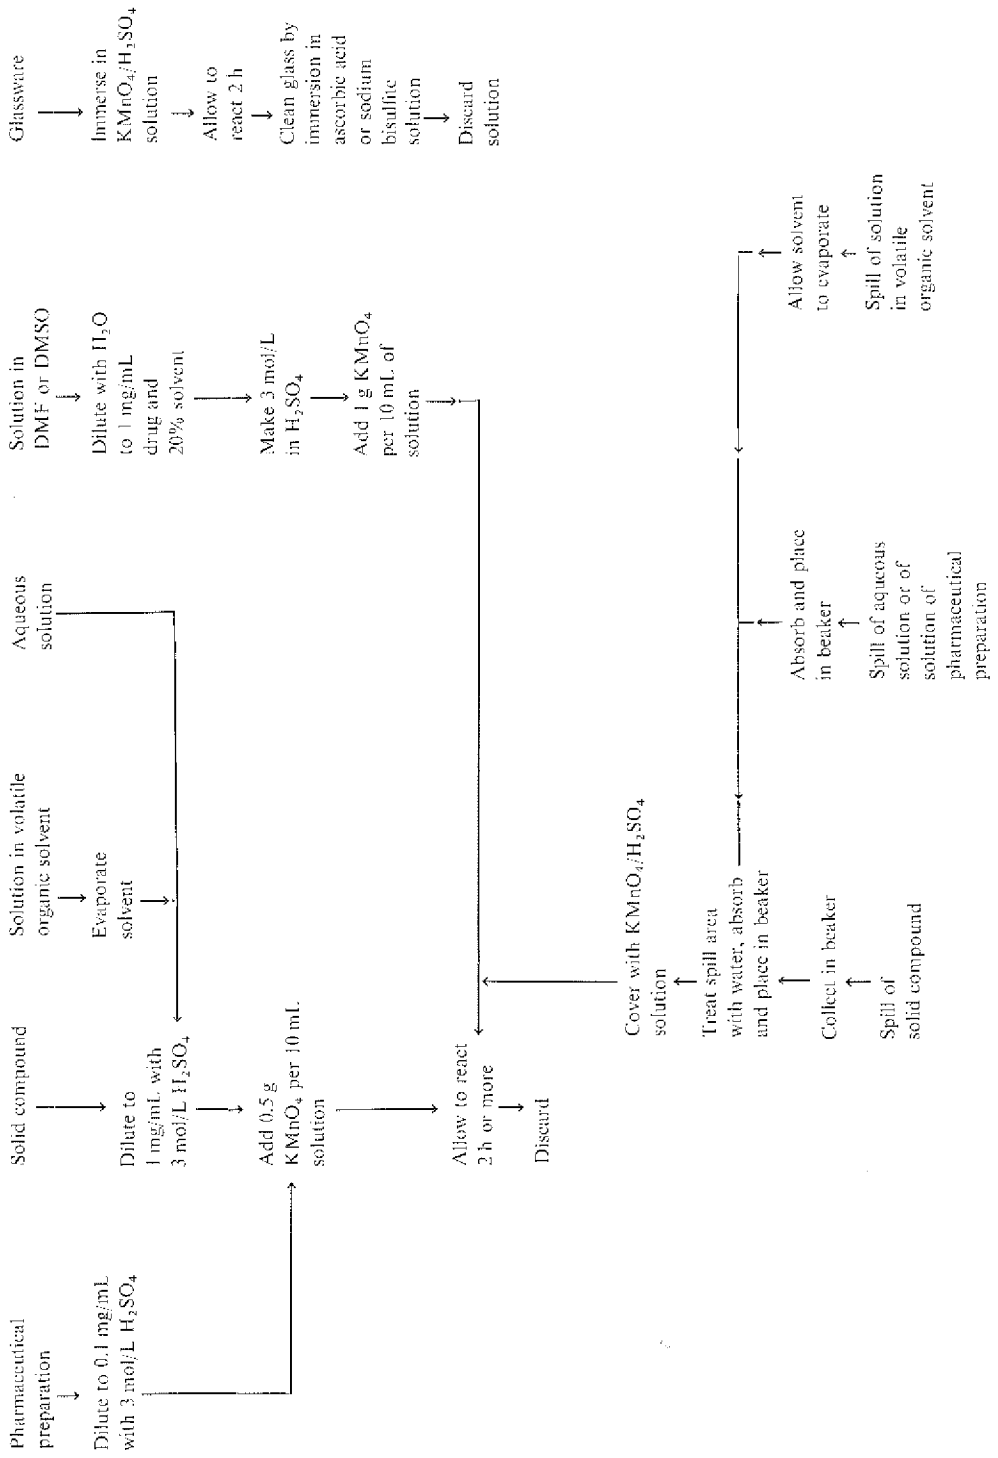 Pharmaceutical
preparation
Dilute to 0.1 mg/mL
with 3 mol/L H₂SO₄
Solid compound
Dilute to
1 mg/mL with
3 mol/L H₂SO₄
Add 0.5 g
KMnO₄ per 10 mL
solution
Allow to react
2 h or more
Discard
Solution in volatile
organic solvent
Evaporate
solvent
Aqueous
solution
Solution in
DMF or DMSO
Dilute with H₂O
to 1 mg/mL
drug and
20% solvent
Make 3 mol/L
in H₂SO₄
Add 1 g KMnO₄
per 10 mL of
solution
Glassware
Immerse in
KMnO₄/H₂SO₄
solution
Allow to
react 2 h
Clean glass by
immersion in
ascorbic acid
or sodium
bisulfite
solution
Discard
solution
Cover with KMnO₄/H₂SO₄
solution
Treat spill area
with water, absorb
and place in beaker
Collect in beaker
Spill of
solid compound
Absorb and place
in beaker
Spill of aqueous
solution or of
solution of
pharmaceutical
preparation
Allow solvent
to evaporate
Spill of solution
in volatile
organic solvent